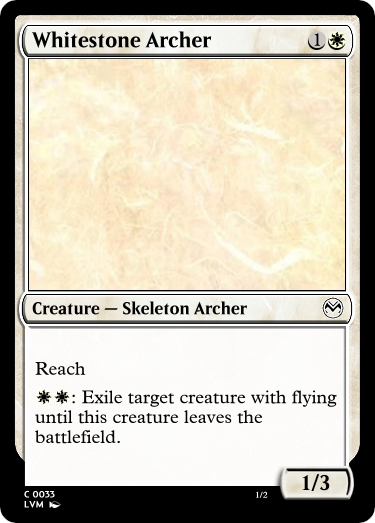 Whitestone Archer 1
Creature — Skeleton Archer
Reach
: Exile target creature with flying
until this creature leaves the
battlefield.
1/3
C 0033
LVM
1/2